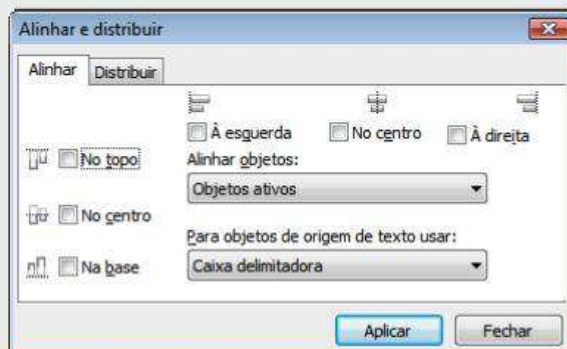 Alinhar e distribuir
Alinhar Distribuir
À esquerda No centro À direita
No topo
Alinhar objetos:
Objetos ativos
No centro
Para objetos de origem de texto usar:
Na base
Caixa delimitadora
Aplicar Fechar